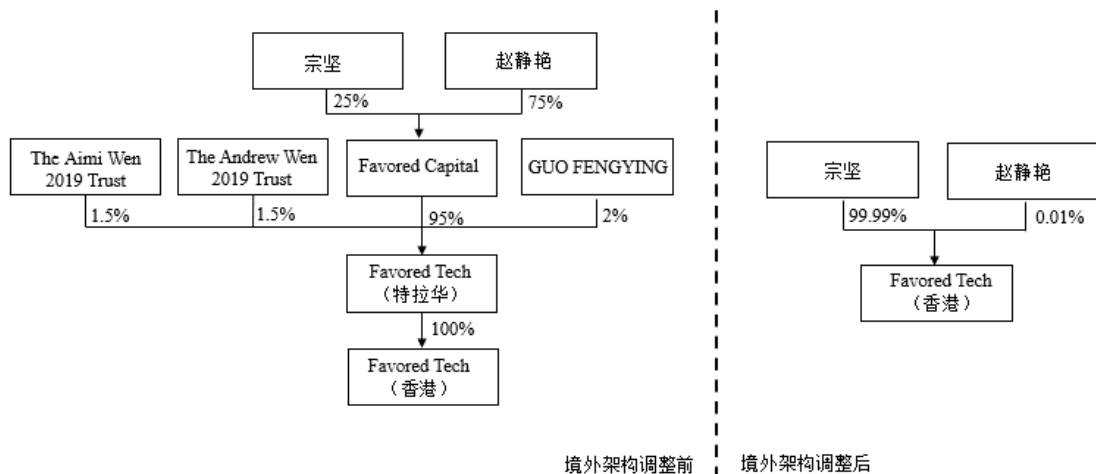 宗坚
赵静艳
25%
75%
The Aimi Wen
2019 Trust
The Andrew Wen
2019 Trust
Favored Capital
GUO FENGYING
1.5%
1.5%
95%
2%
Favored Tech
（特拉华）
100%
Favored Tech
（香港）
境外架构调整前
宗坚
赵静艳
99.99%
0.01%
Favored Tech
（香港）
境外架构调整后